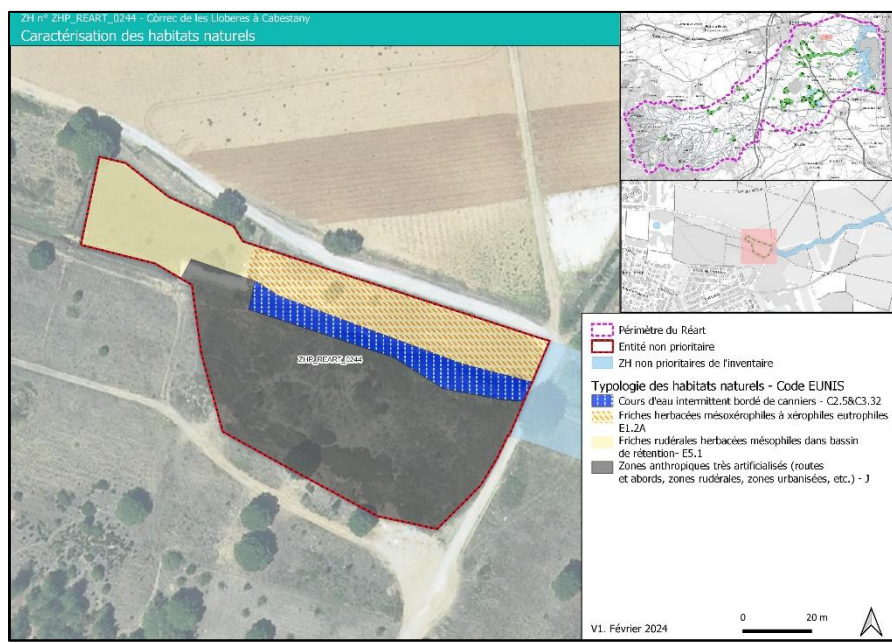 ZH n° ZHP_REART_0244 - Còrrec de les Lloberes à Cabestany
Caractérisation des habitats naturels
ZHP_REART_0244
Périmètre du Réart
Entité non prioritaire
ZH non prioritaires de l'inventaire
Typologie des habitats naturels - Code EUNIS
Cours d'eau intermittent bordé de canniers - C2.5&C3.32
Friches herbacées mésoxérophiles à xérophiles eutrophiles
E1.2A
Friches rudérales herbacées mésophiles dans bassin
de rétention- E5.1
Zones anthropiques très artificialisés (routes
et abords, zones rudérales, zones urbanisées, etc.) - J
V1. Février 2024
0 20 m